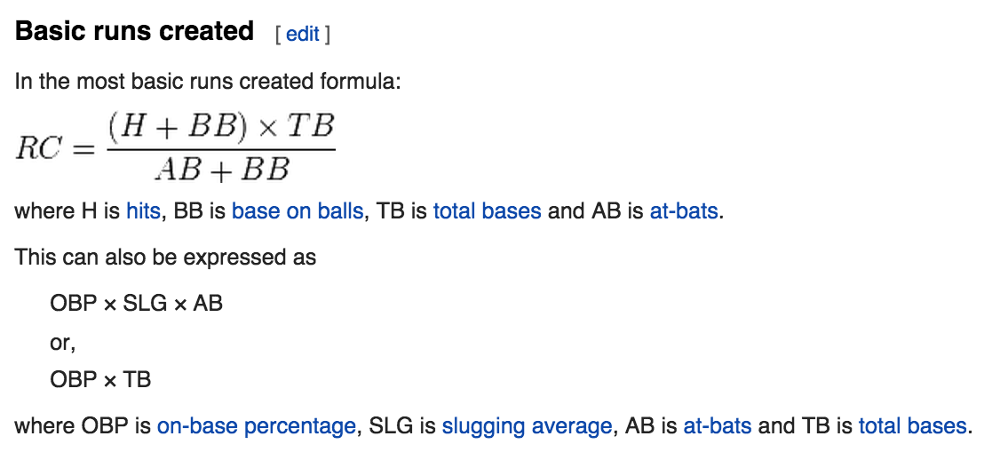 Basic runs created [ edit ]
In the most basic runs created formula:
RC = \frac{(H + BB) × TB}{AB + BB}
where H is hits, BB is base on balls, TB is total bases and AB is at-bats.
This can also be expressed as
OBP × SLG × AB
or,
OBP × TB
where OBP is on-base percentage, SLG is slugging average, AB is at-bats and TB is total bases.